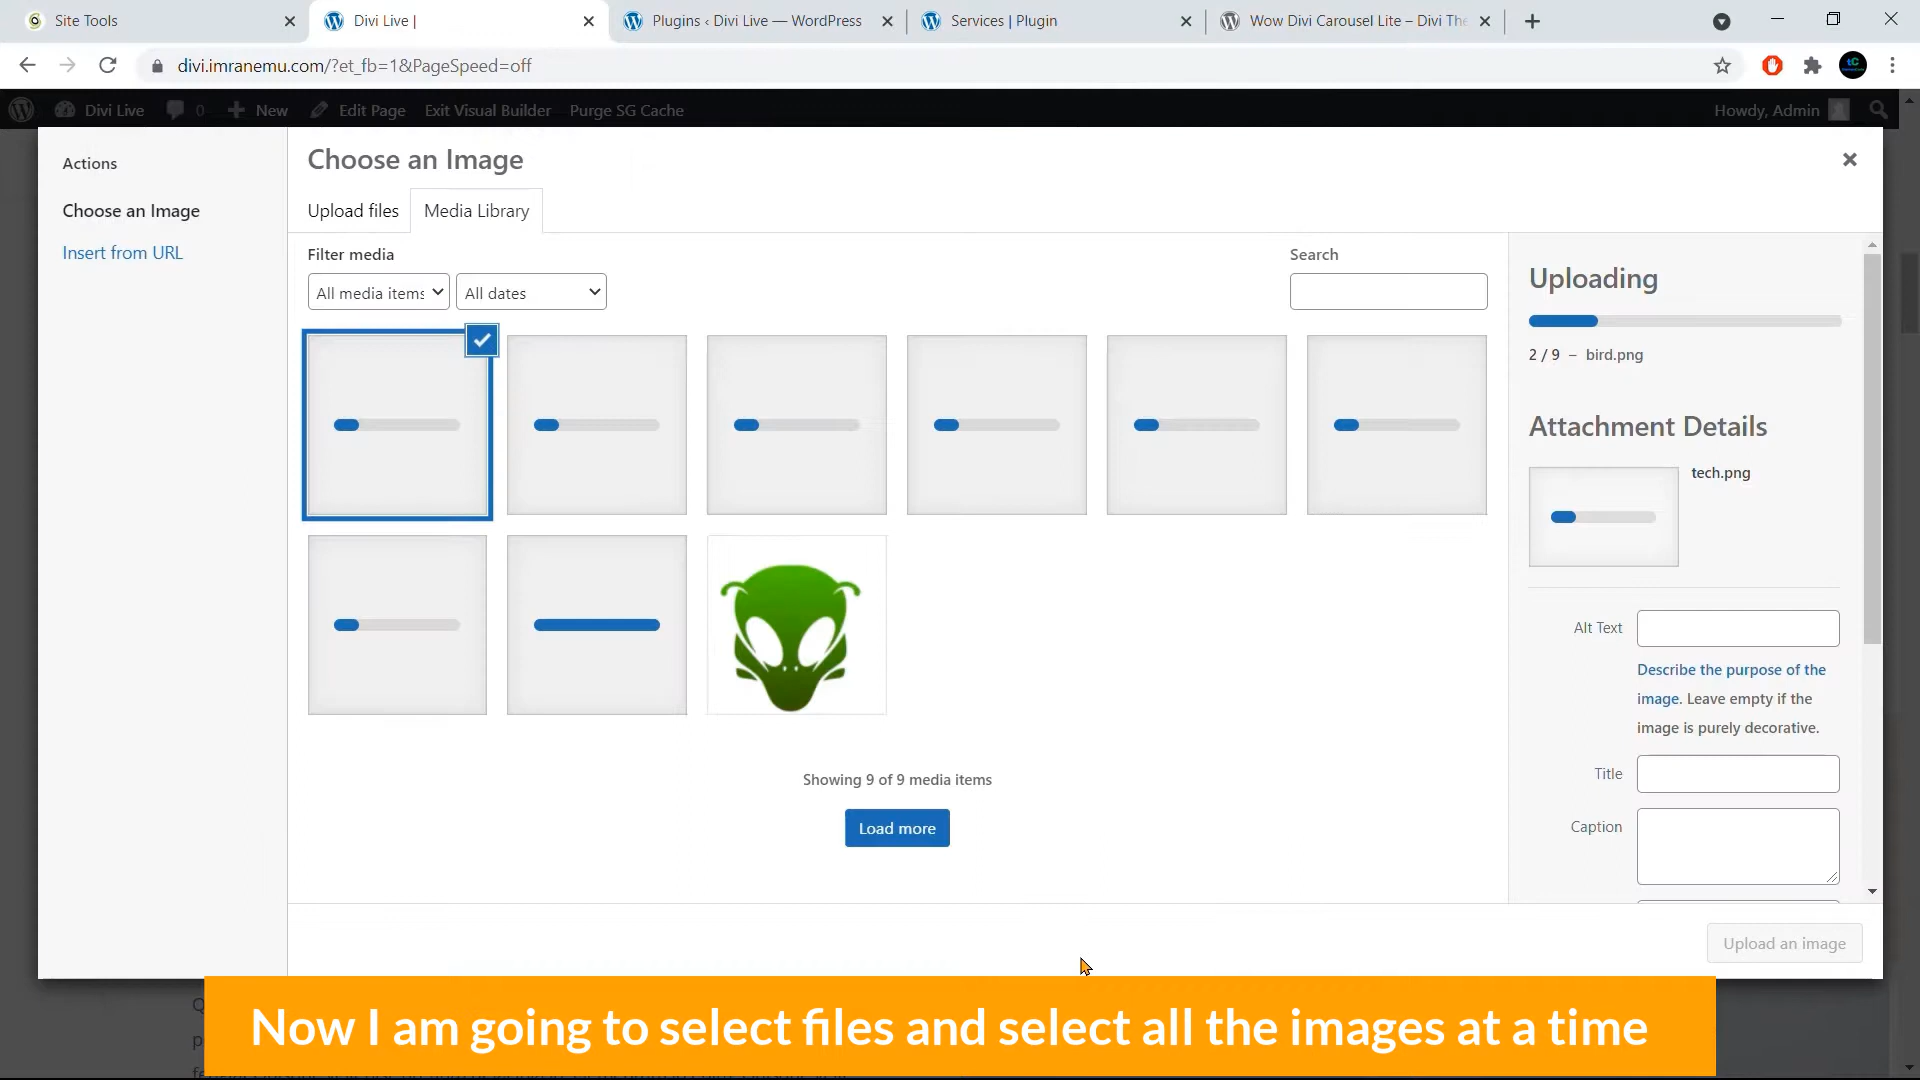 Site Tools
Divi Live |
Plugins ‹ Divi Live — WordPress
Services | Plugin
Wow Divi Carousel Lite – Divi The
divi.imranemu.com/?et_fb=1&PageSpeed=off
Divi Live
0
New
Edit Page
Exit Visual Builder
Purge SG Cache
Howdy, Admin
Actions
Choose an Image
Insert from URL
Choose an Image
Upload files
Media Library
Filter media
All media items
All dates
Search
Showing 9 of 9 media items
Load more
Uploading
2 / 9 – bird.png
Attachment Details
tech.png
Alt Text
Describe the purpose of the
image. Leave empty if the
image is purely decorative.
Title
Caption
Upload an image
Now I am going to select files and select all the images at a time